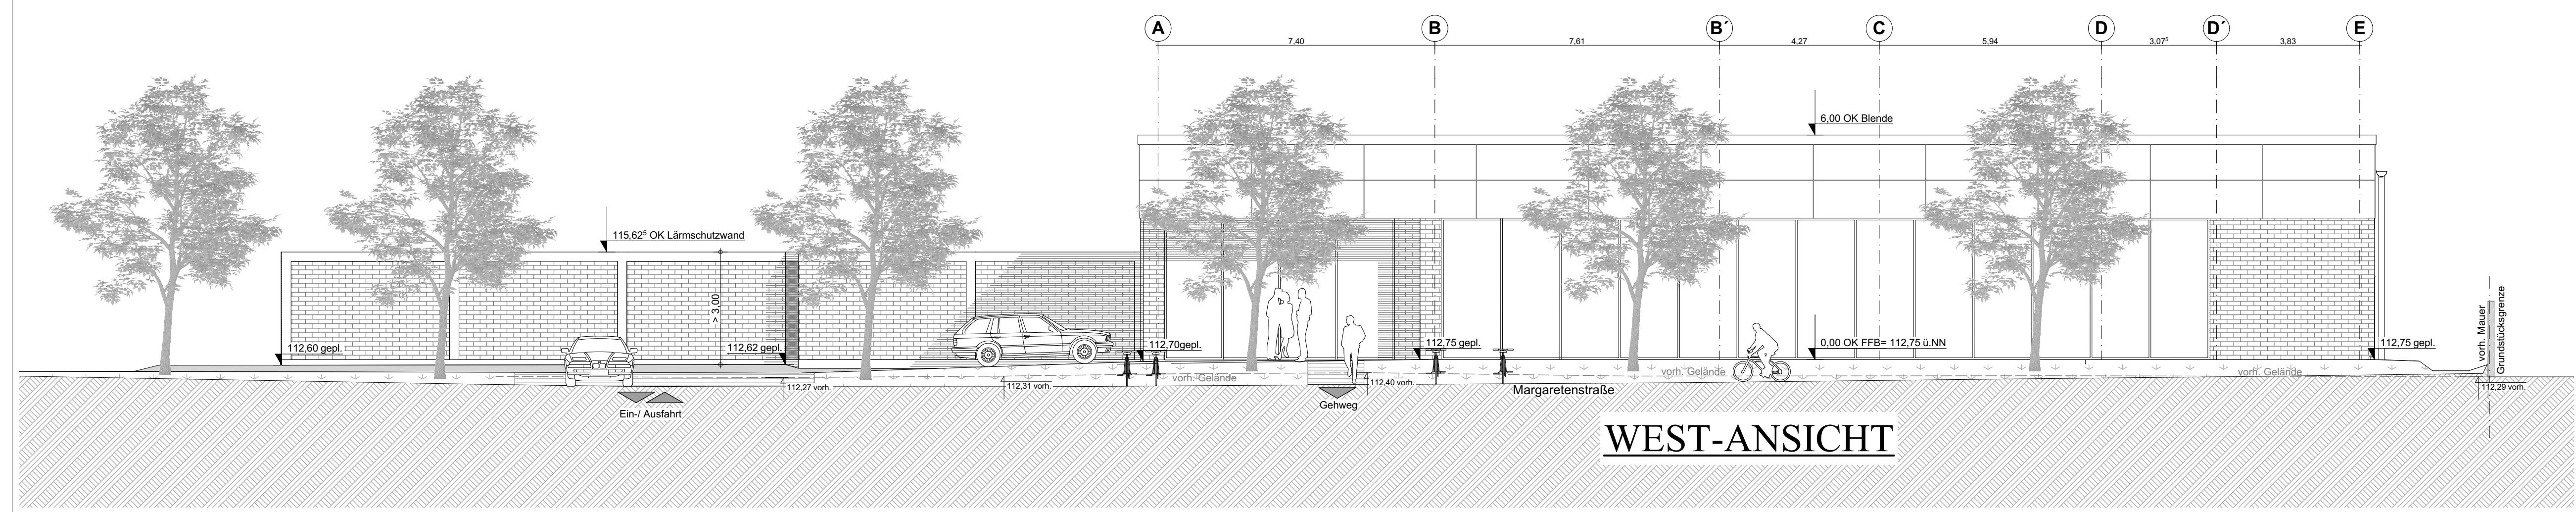 A B B´ C D D´ E
7,40 7,61 4,27 5,94 3,07⁵ 3,83
6,00 OK Blende
115,62⁵ OK Lärmschutzwand
> 3,00
112,60 gepl.
112,62 gepl.
112,70gepl.
112,75 gepl.
0,00 OK FFB= 112,75 ü.NN
112,75 gepl.
vorh. Mauer
Grundstücksgrenze
vorh. Gelände
vorh. Gelände
vorh. Gelände
112,27 vorh.
112,31 vorh.
112,40 vorh.
112,29 vorh.
Ein-/ Ausfahrt
Gehweg
Margaretenstraße
WEST-ANSICHT